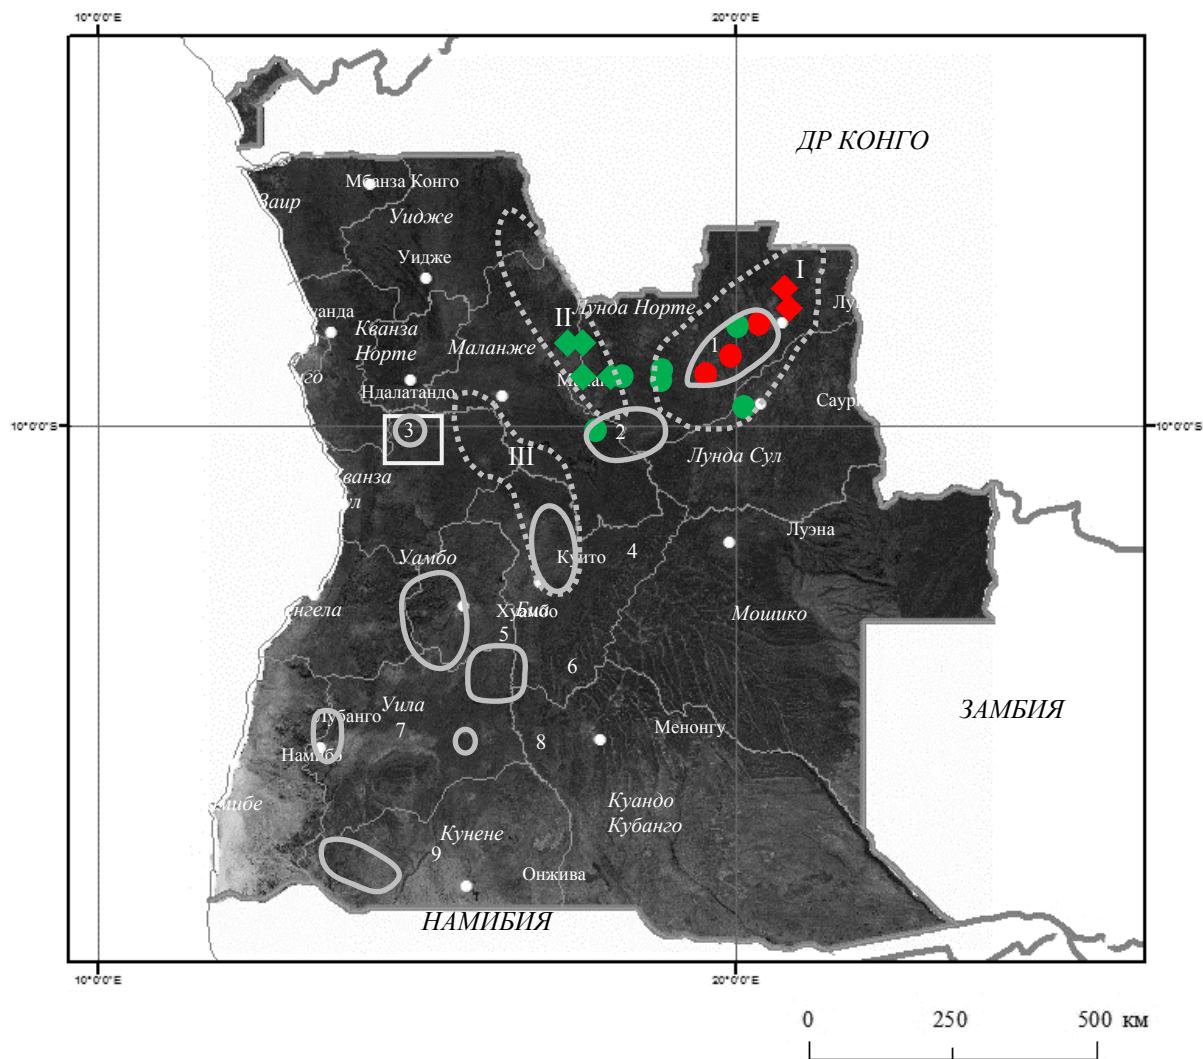 10°0'0"E
20°0'0"E
ДР КОНГО
Мбанза Конго
Заир
Уидже
Уидже
I
Лунда Норте
II
Кванза
Норте
Маланже
1
Ндалатандо
10°0'0"S
10°0'0"S
3
2
III
Лунда Сул
Луэна
4
Куито
Уамбо
Мошико
5
6
Уила
Лубанго
7
ЗАМБИЯ
Менонгу
8
Намибо
Куандо
Кубанго
Кунене
9
Онжива
НАМИБИЯ
10°0'0"E
20°0'0"E
0 250 500 км